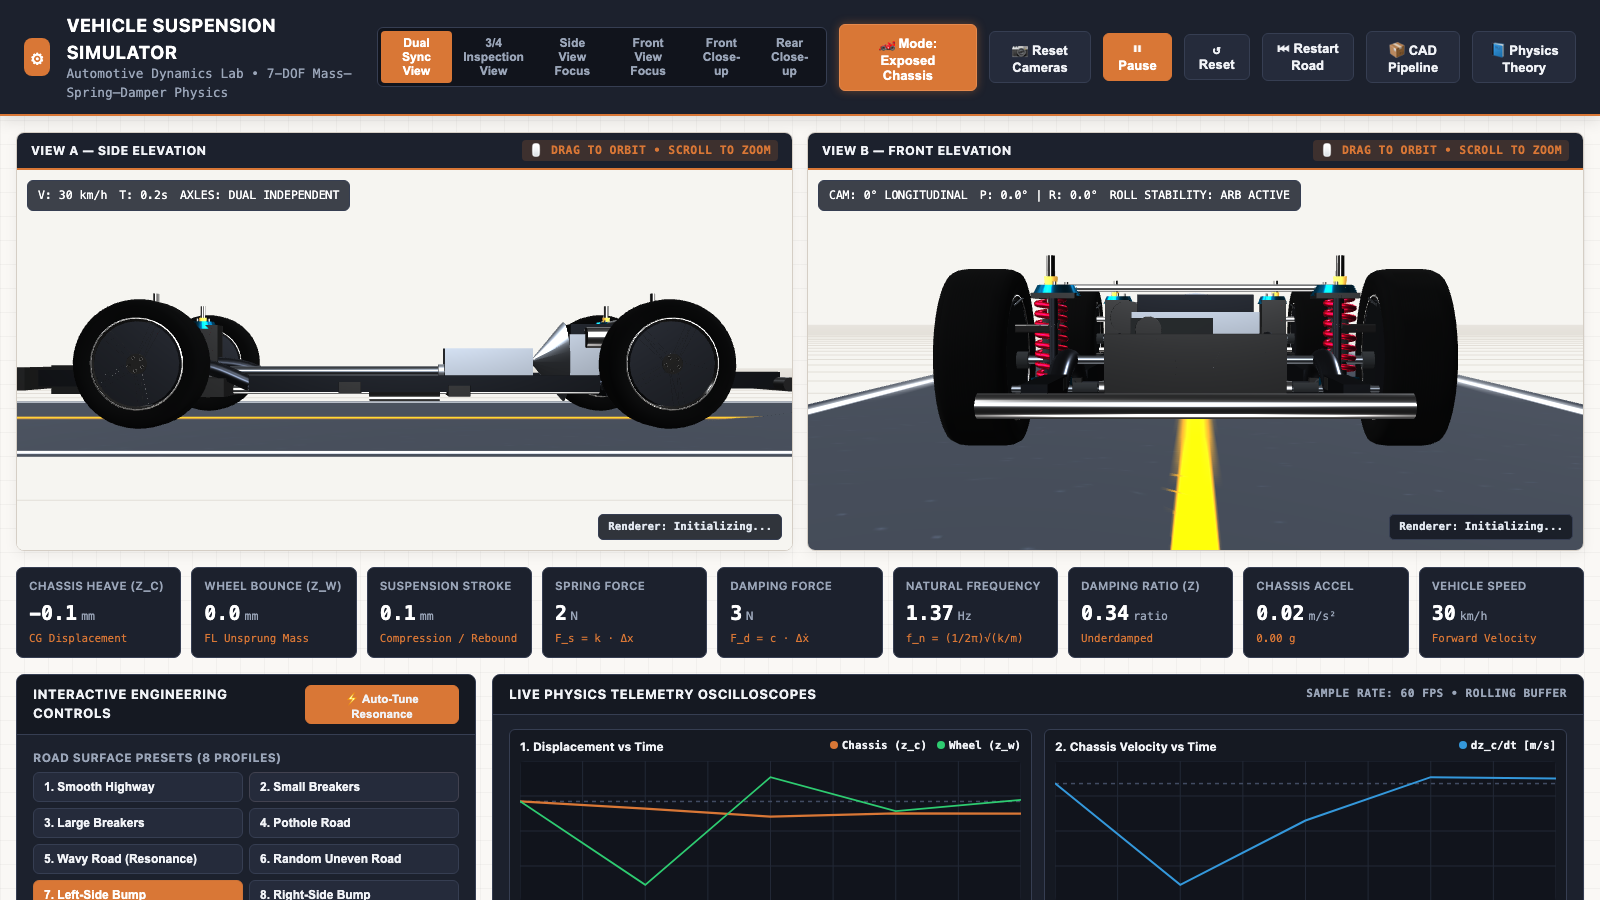 VEHICLE SUSPENSION
SIMULATOR
Automotive Dynamics Lab • 7-DOF Mass–
Spring–Damper Physics
Dual
Sync
View
3/4
Inspection
View
Side
View
Focus
Front
View
Focus
Front
Close-
up
Rear
Close-
up
Mode:
Exposed
Chassis
Reset
Cameras
Pause
Reset
Restart
Road
CAD
Pipeline
Physics
Theory
VIEW A — SIDE ELEVATION
DRAG TO ORBIT • SCROLL TO ZOOM
V: 30 km/h T: 0.2s AXLES: DUAL INDEPENDENT
Renderer: Initializing...
VIEW B — FRONT ELEVATION
DRAG TO ORBIT • SCROLL TO ZOOM
CAM: 0° LONGITUDINAL P: 0.0° | R: 0.0° ROLL STABILITY: ARB ACTIVE
Renderer: Initializing...
CHASSIS HEAVE (Z_C)
−0.1 mm
CG Displacement
WHEEL BOUNCE (Z_W)
0.0 mm
FL Unsprung Mass
SUSPENSION STROKE
0.1 mm
Compression / Rebound
SPRING FORCE
2 N
F_s = k · Δx
DAMPING FORCE
3 N
F_d = c · Δẋ
NATURAL FREQUENCY
1.37 Hz
f_n = (1/2π)√(k/m)
DAMPING RATIO (Ζ)
0.34 ratio
Underdamped
CHASSIS ACCEL
0.02 m/s²
0.00 g
VEHICLE SPEED
30 km/h
Forward Velocity
INTERACTIVE ENGINEERING
CONTROLS
⚡ Auto-Tune
Resonance
ROAD SURFACE PRESETS (8 PROFILES)
1. Smooth Highway
2. Small Breakers
3. Large Breakers
4. Pothole Road
5. Wavy Road (Resonance)
6. Random Uneven Road
7. Left-Side Bump
8. Right-Side Bump
LIVE PHYSICS TELEMETRY OSCILLOSCOPES
SAMPLE RATE: 60 FPS • ROLLING BUFFER
1. Displacement vs Time
Chassis (z_c)
Wheel (z_w)
2. Chassis Velocity vs Time
dz_c/dt [m/s]